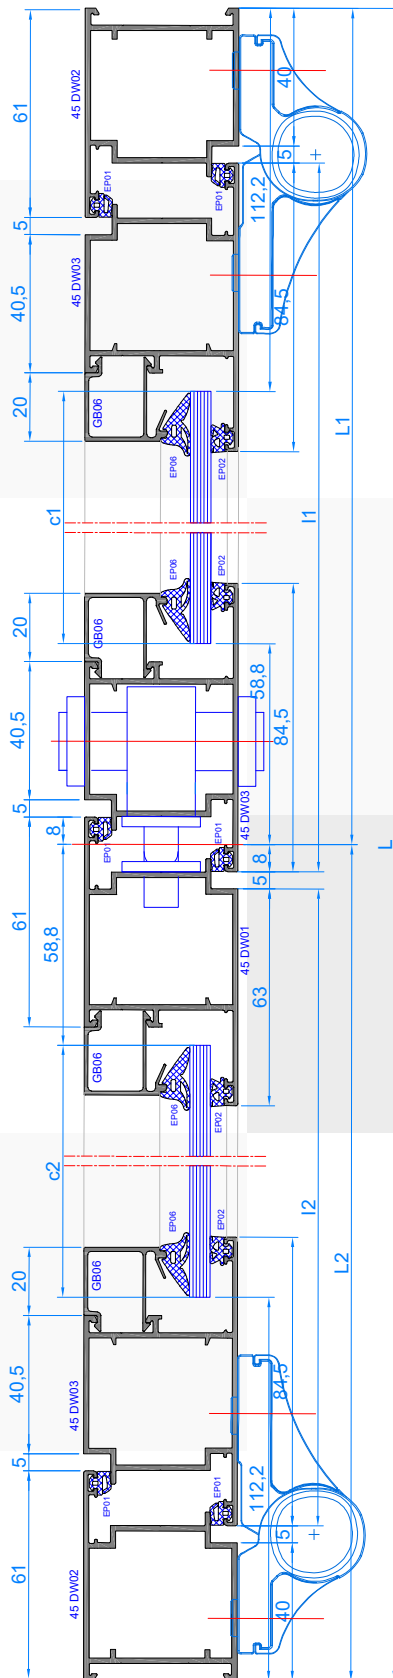 61
45 DW02
40
EP01
EP01
5
5
112,2
40,5
45 DW03
84,5
20
GB06
L1
l1
EP06
EP02
c1
EP06
EP02
20
GB06
58,8
84,5
40,5
5
45 DW03
8
EP01
EP01
8
L
5
61
58,8
45 DW01
63
GB06
EP06
EP02
c2
l2
L2
EP06
EP02
20
GB06
40,5
45 DW03
84,5
5
EP01
EP01
112,2
5
61
45 DW02
40